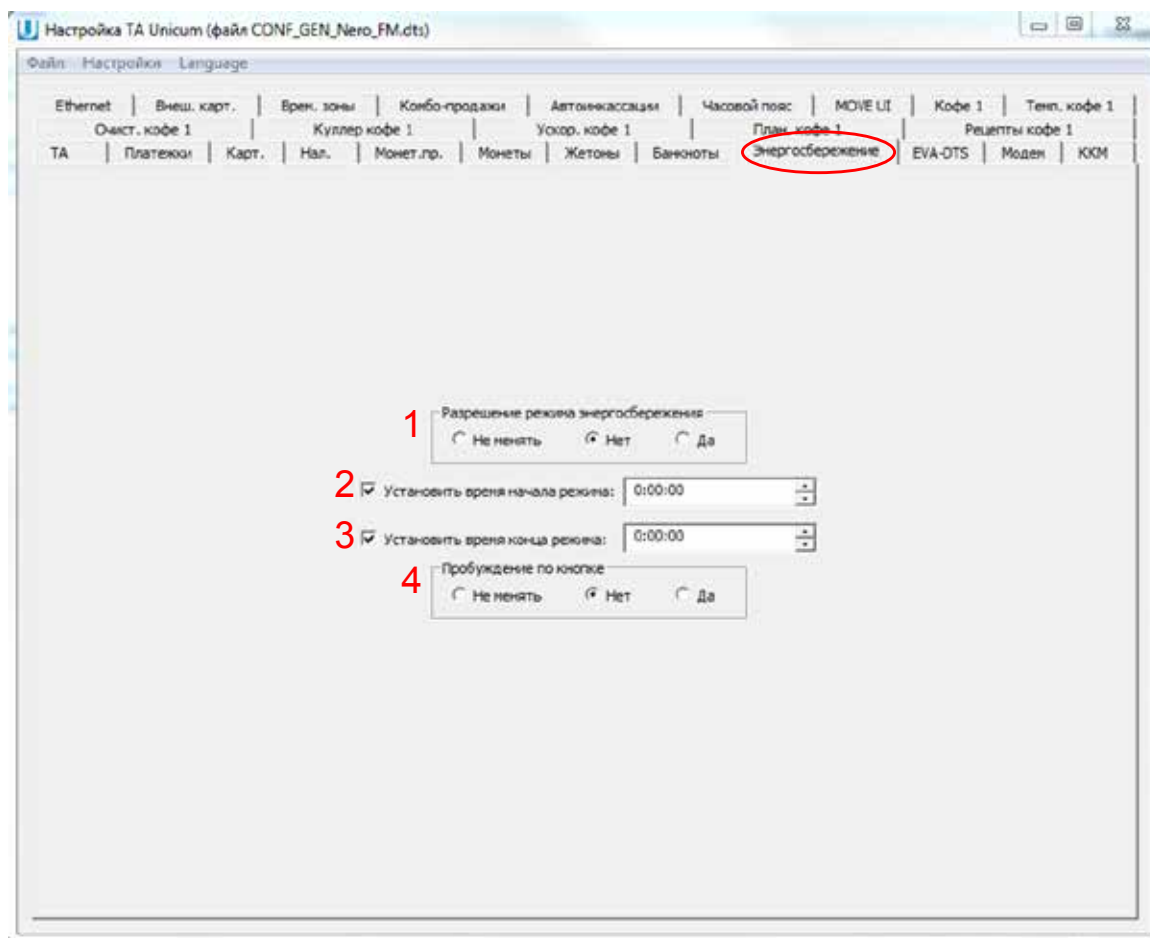 Настройка TA Unicum (файл CONF_GEN_Nero_FM.dts)
Файл Настройки Language
Ethernet Внеш. карт. Врем. зоны Комбо-продажи Автоинкассации Часовой пояс MOVE UI Кофе 1 Темп. кофе 1
Очист. кофе 1 Куллер кофе 1 Ускор. кофе 1 План. кофе 1 Рецепты кофе 1
ТА Платежки Карт. Нал. Монет.пр. Монеты Жетоны Банкноты Энергосбережение EVA-DTS Модем ККМ
1 Разрешение режима энергосбережения
Не менять Нет Да
2 Установить время начала режима: 0:00:00
3 Установить время конца режима: 0:00:00
4 Пробуждение по кнопке
Не менять Нет Да